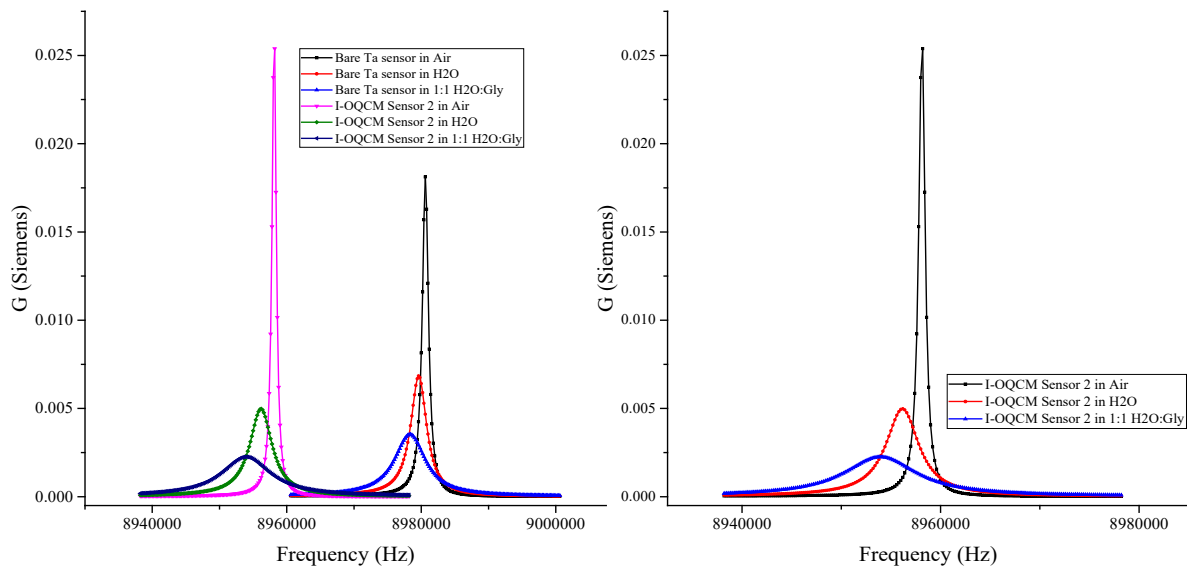 0.025
0.020
0.015
0.010
0.005
0.000
G (Siemens)
Bare Ta sensor in Air
Bare Ta sensor in H2O
Bare Ta sensor in 1:1 H2O:Gly
I-OQCM Sensor 2 in Air
I-OQCM Sensor 2 in H2O
I-OQCM Sensor 2 in 1:1 H2O:Gly
8940000 8960000 8980000 9000000
Frequency (Hz)
0.025
0.020
0.015
0.010
0.005
0.000
G (Siemens)
I-OQCM Sensor 2 in Air
I-OQCM Sensor 2 in H2O
I-OQCM Sensor 2 in 1:1 H2O:Gly
8940000 8960000 8980000
Frequency (Hz)